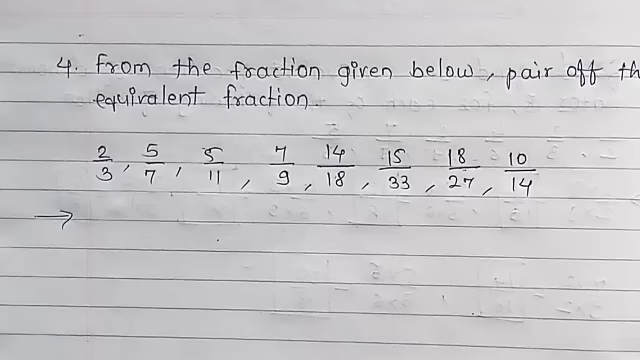 4. From the fraction given below, pair off th
equivalent fraction
2/3, 5/7, 5/11, 7/9, 14/18, 15/33, 18/27, 10/14
→